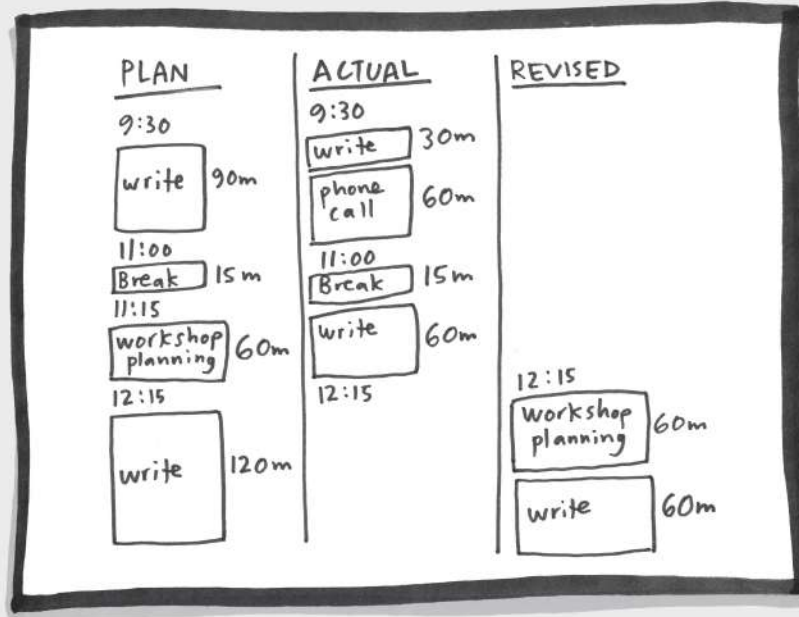 PLAN
9:30
write 90m
11:00
Break 15m
11:15
workshop
planning 60m
12:15
write 120m
ACTUAL
9:30
write 30m
phone
call 60m
11:00
Break 15m
write 60m
12:15
REVISED
12:15
workshop
planning 60m
write 60m